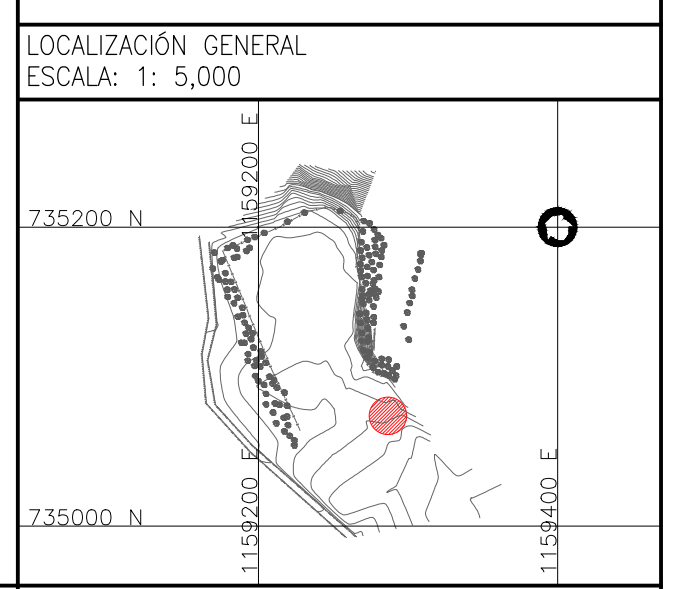 LOCALIZACIÓN GENERAL
ESCALA: 1: 5,000
1159200 E
735200 N
1159200 E
1159400 E
735000 N